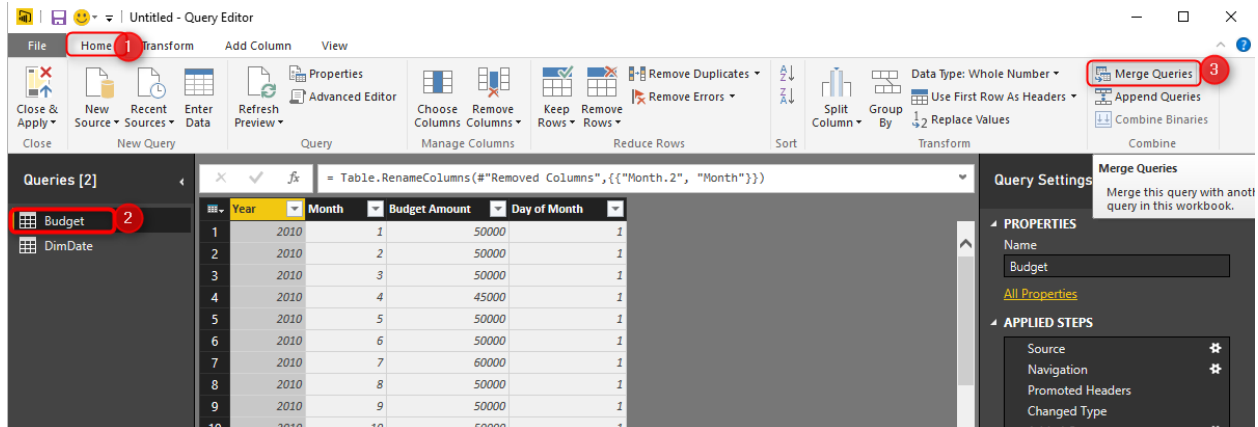 Untitled - Query Editor
File Home 1 Transform Add Column View
Close & Apply
New Source
Recent Sources
Enter Data
Refresh Preview
Properties
Advanced Editor
Choose Columns
Remove Columns
Keep Rows
Remove Rows
Remove Duplicates
Remove Errors
Split Column
Group By
Data Type: Whole Number
Use First Row As Headers
Replace Values
Merge Queries 3
Append Queries
Combine Binaries
Close New Query Query Manage Columns Reduce Rows Sort Transform Combine
Queries [2]
Budget 2
DimDate
= Table.RenameColumns(#"Removed Columns",{{"Month.2", "Month"}})
Year Month Budget Amount Day of Month
1 2010 1 50000 1
2 2010 2 50000 1
3 2010 3 50000 1
4 2010 4 45000 1
5 2010 5 50000 1
6 2010 6 50000 1
7 2010 7 60000 1
8 2010 8 50000 1
9 2010 9 50000 1
10 2010 10 50000 1
Query Settings
Merge Queries
Merge this query with anoth
query in this workbook.
PROPERTIES
Name
Budget
All Properties
APPLIED STEPS
Source
Navigation
Promoted Headers
Changed Type